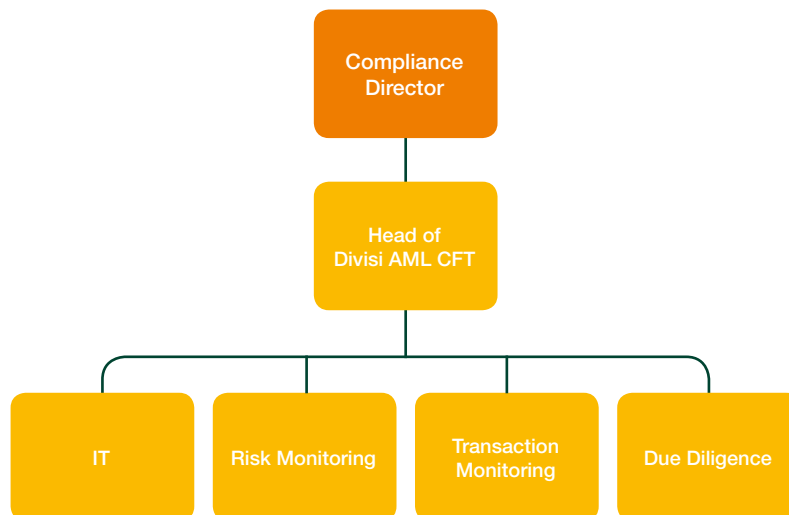 Compliance
Director
Head of
Divisi AML CFT
IT
Risk Monitoring
Transaction
Monitoring
Due Diligence